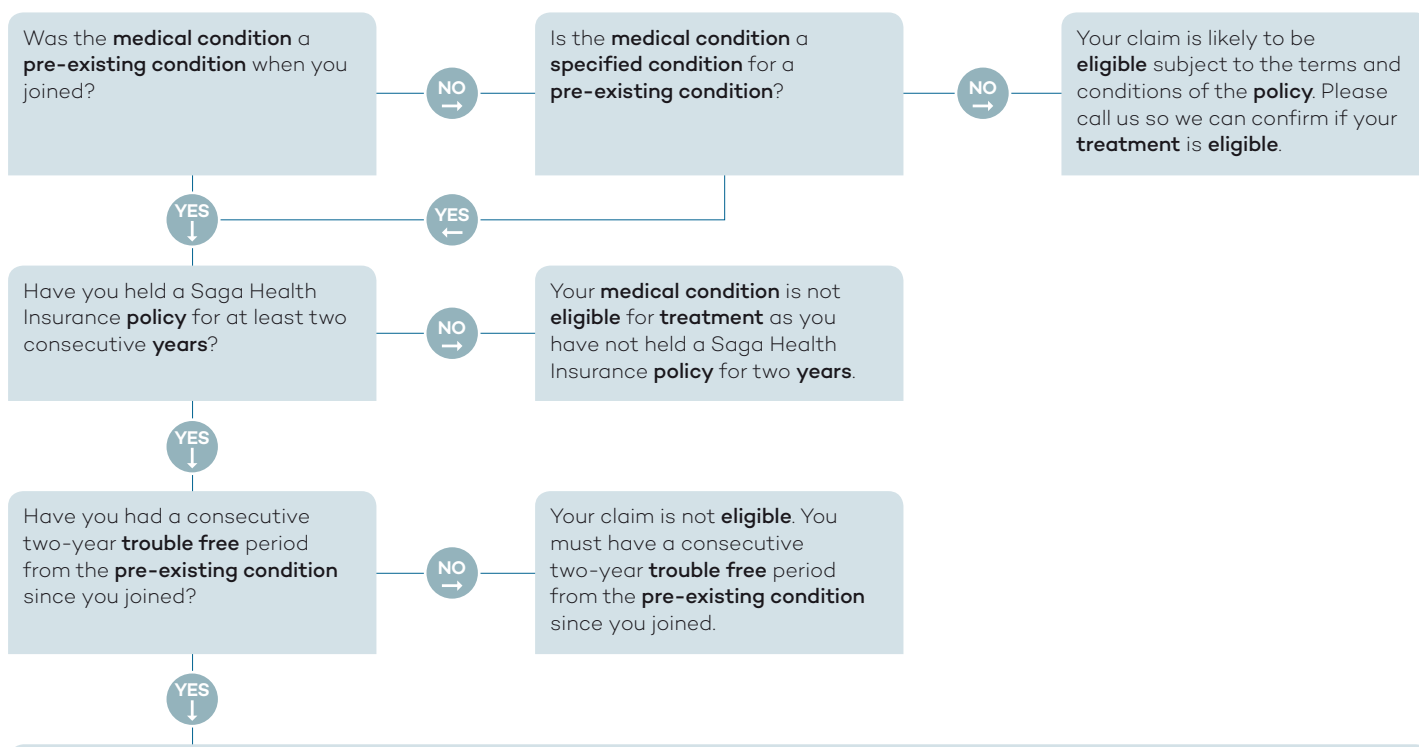 Was the medical condition a
pre-existing condition when you
joined?
NO
→
Is the medical condition a
specified condition for a
pre-existing condition?
NO
→
Your claim is likely to be
eligible subject to the terms and
conditions of the policy. Please
call us so we can confirm if your
treatment is eligible.
YES
↓
YES
←
Have you held a Saga Health
Insurance policy for at least two
consecutive years?
NO
→
Your medical condition is not
eligible for treatment as you
have not held a Saga Health
Insurance policy for two years.
YES
↓
Have you had a consecutive
two-year trouble free period
from the pre-existing condition
since you joined?
NO
→
Your claim is not eligible. You
must have a consecutive
two-year trouble free period
from the pre-existing condition
since you joined.
YES
↓